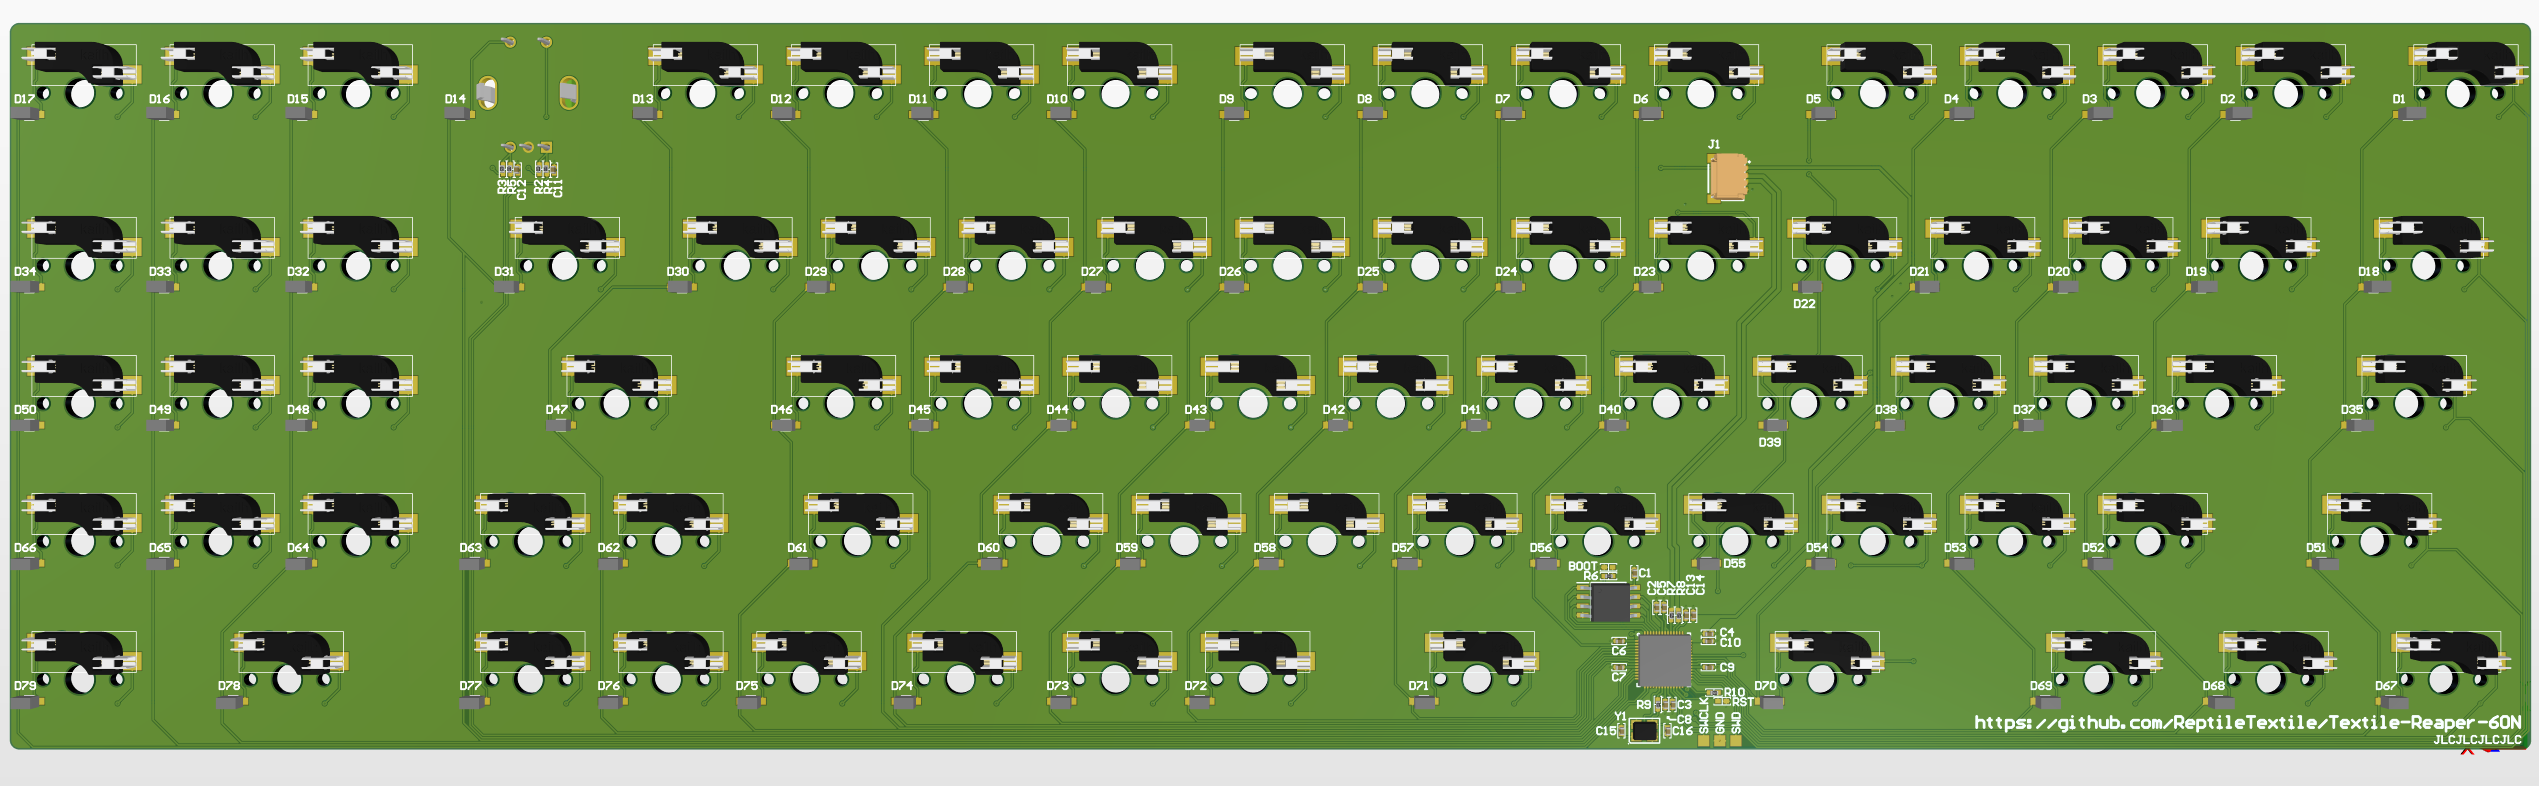 D17 D16 D15 D14 D13 D12 D11 D10 D9 D8 D7 D6 D5 D4 D3 D2 D1
J1
R3 R5 C12 R2 R4 C11
D34 D33 D32 D31 D30 D29 D28 D27 D26 D25 D24 D23 D22 D21 D20 D19 D18
D50 D49 D48 D47 D46 D45 D44 D43 D42 D41 D40 D39 D38 D37 D36 D35
D66 D65 D64 D63 D62 D61 D60 D59 D58 D57 D56 D55 D54 D53 D52 D51
BOOT
R6 C1
C2 C5 R7 R8 C13 C14
C4
C6 C10
C7 C9
D79 D78 D77 D76 D75 D74 D73 D72 D71 D70 D69 D68 D67
R10
R9 C3 RST
Y1 C8
C15 C16 SWCLK GND SWD
https://github.com/ReptileTextile/Textile-Reaper-60N
JLCJLCJLCJLC